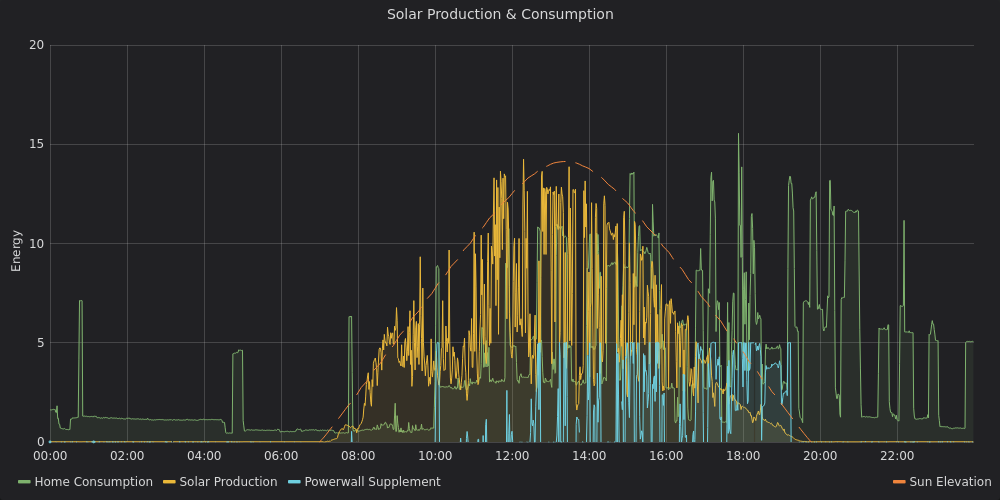 Solar Production & Consumption
20
15
10
5
0
Energy
00:00 02:00 04:00 06:00 08:00 10:00 12:00 14:00 16:00 18:00 20:00 22:00
Home Consumption Solar Production Powerwall Supplement Sun Elevation